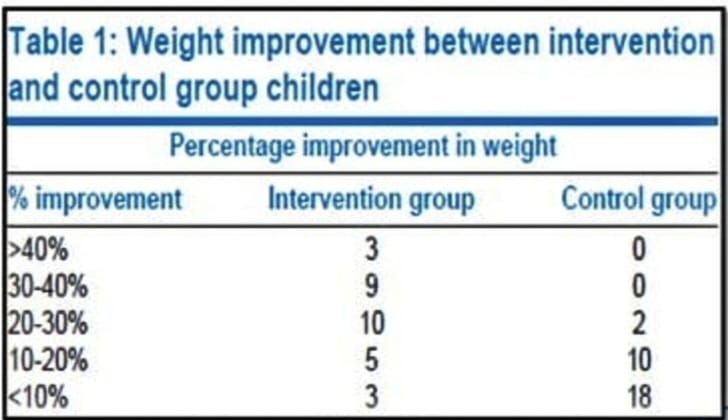 Table 1: Weight improvement between intervention
and control group children
Percentage improvement in weight
% improvement Intervention group Control group
>40% 3 0
30-40% 9 0
20-30% 10 2
10-20% 5 10
<10% 3 18